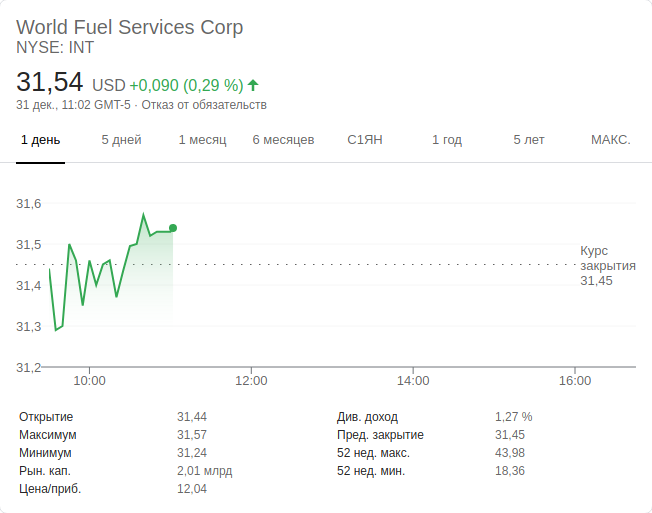 World Fuel Services Corp
NYSE: INT
31,54 USD +0,090 (0,29 %)
31 дек., 11:02 GMT-5 · Отказ от обязательств
1 день 5 дней 1 месяц 6 месяцев С1ЯН 1 год 5 лет МАКС.
31,6
31,5
31,4
31,3
31,2
Курс
закрытия
31,45
10:00 12:00 14:00 16:00
Открытие 31,44
Максимум 31,57
Минимум 31,24
Рын. кап. 2,01 млрд
Цена/приб. 12,04
Див. доход 1,27 %
Пред. закрытие 31,45
52 нед. макс. 43,98
52 нед. мин. 18,36